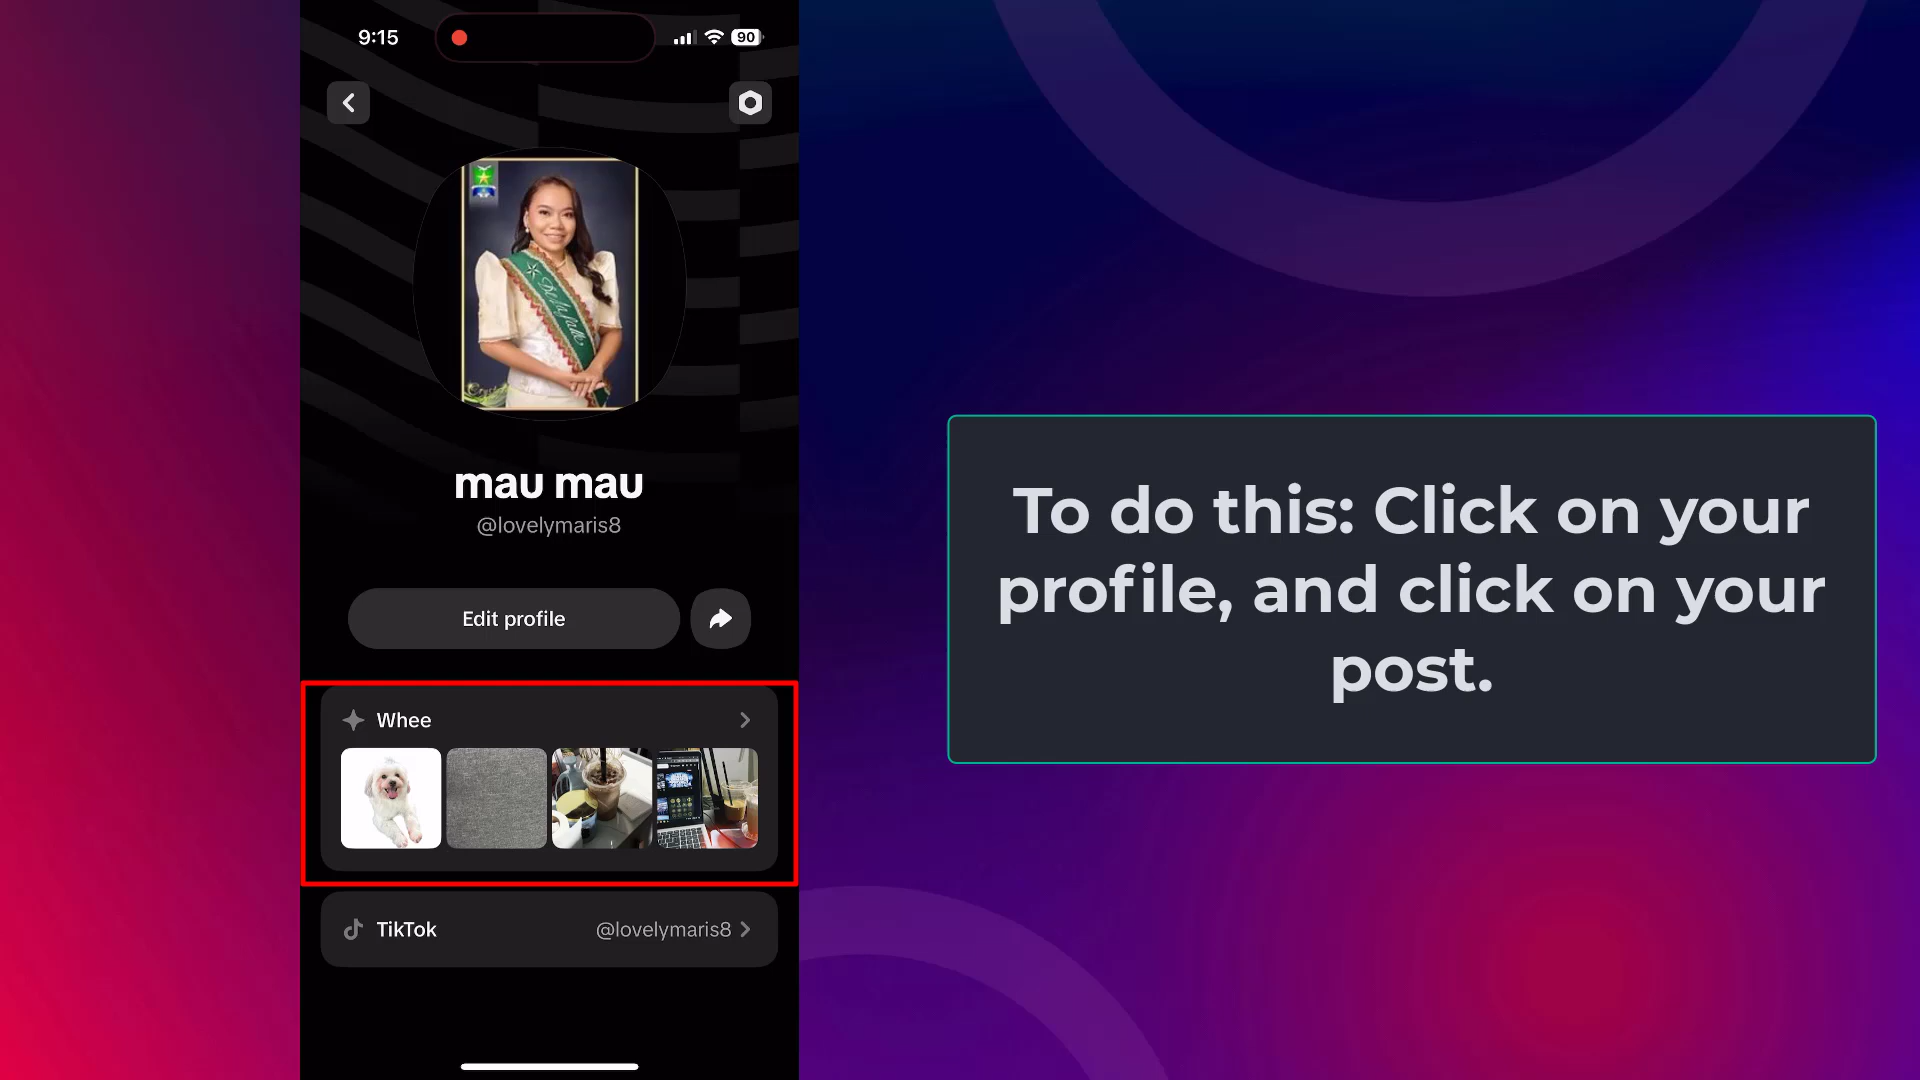 9:15
90
mau mau
@lovelymaris8
Edit profile
Whee
TikTok @lovelymaris8
To do this: Click on your
profile, and click on your
post.